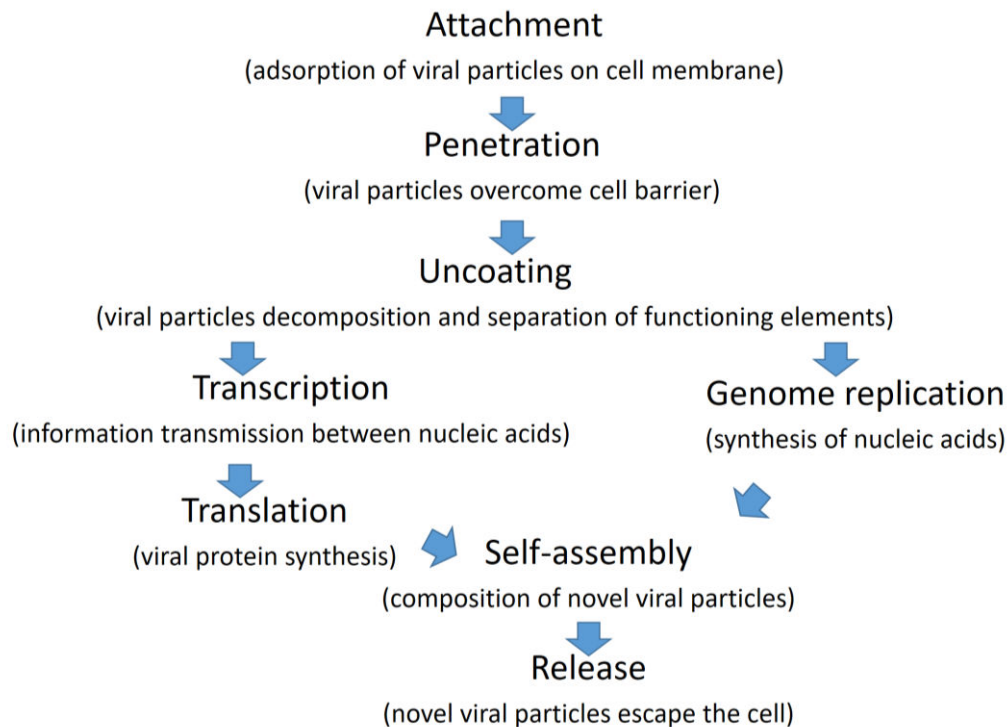 Attachment
(adsorption of viral particles on cell membrane)
Penetration
(viral particles overcome cell barrier)
Uncoating
(viral particles decomposition and separation of functioning elements)
Transcription
(information transmission between nucleic acids)
Genome replication
(synthesis of nucleic acids)
Translation
(viral protein synthesis)
Self-assembly
(composition of novel viral particles)
Release
(novel viral particles escape the cell)